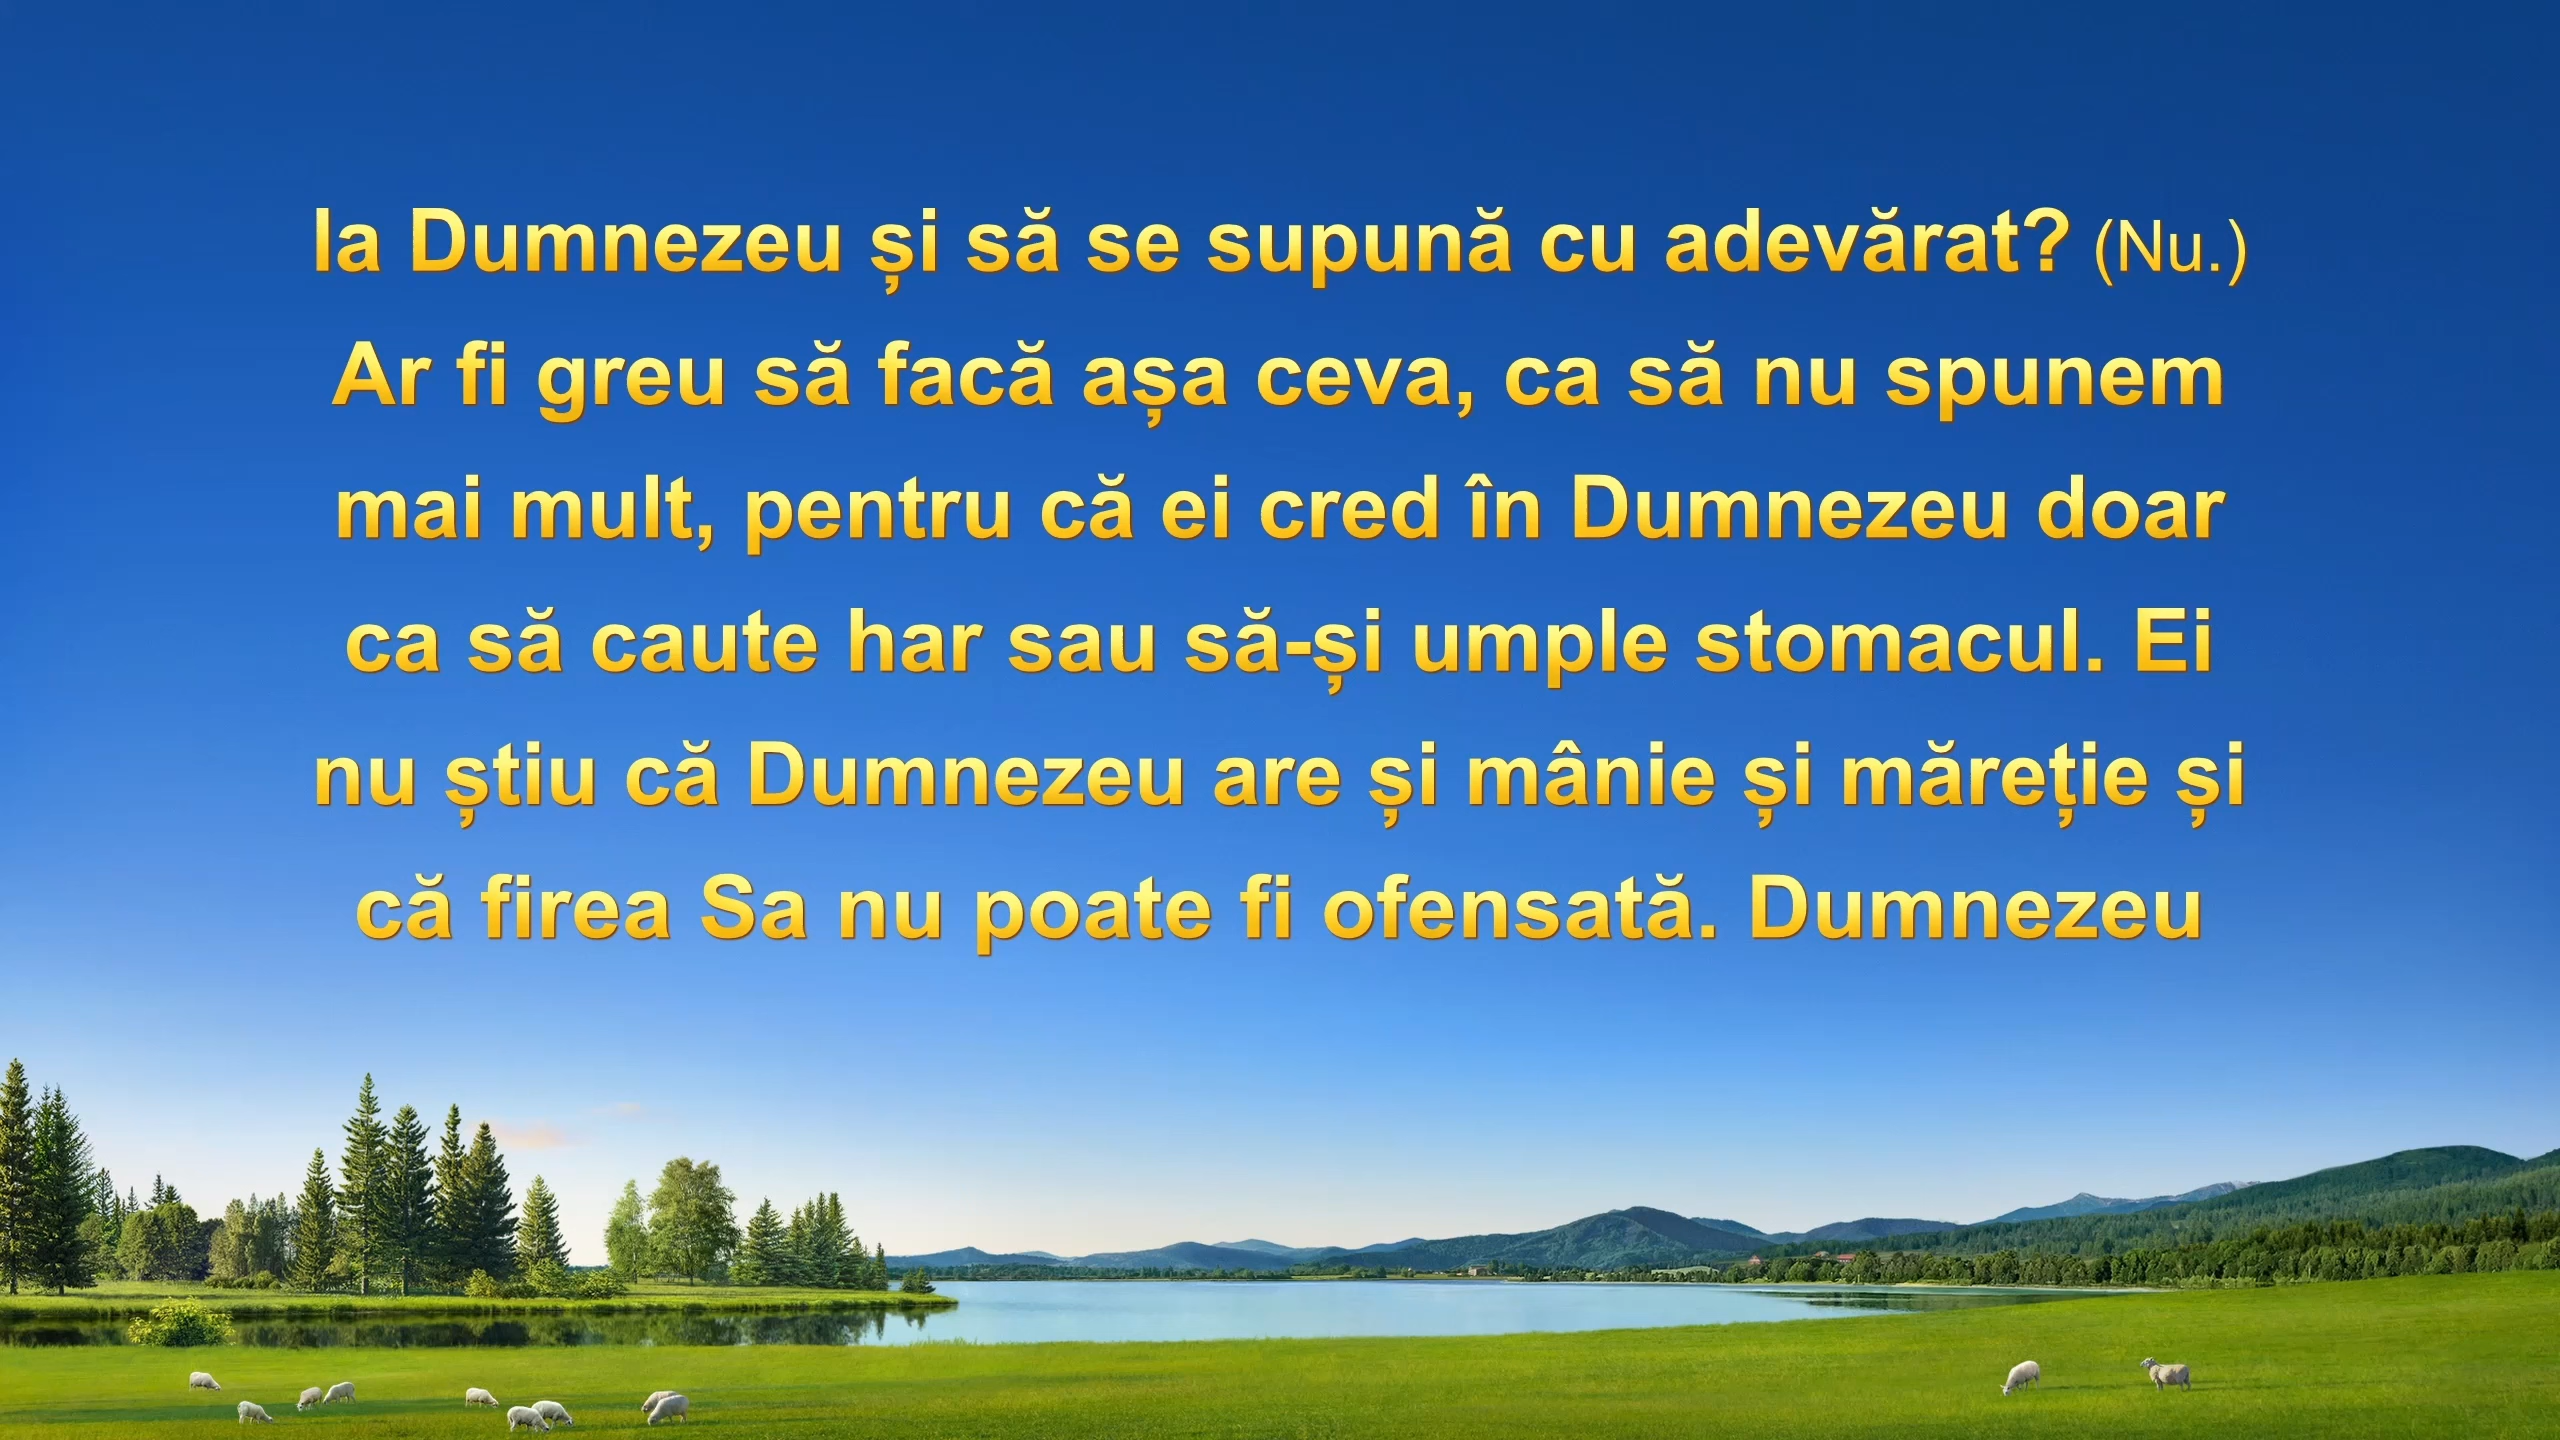 la Dumnezeu și să se supună cu adevărat? (Nu.)
Ar fi greu să facă așa ceva, ca să nu spunem
mai mult, pentru că ei cred în Dumnezeu doar
ca să caute har sau să-și umple stomacul. Ei
nu știu că Dumnezeu are și mânie și măreție și
că firea Sa nu poate fi ofensată. Dumnezeu